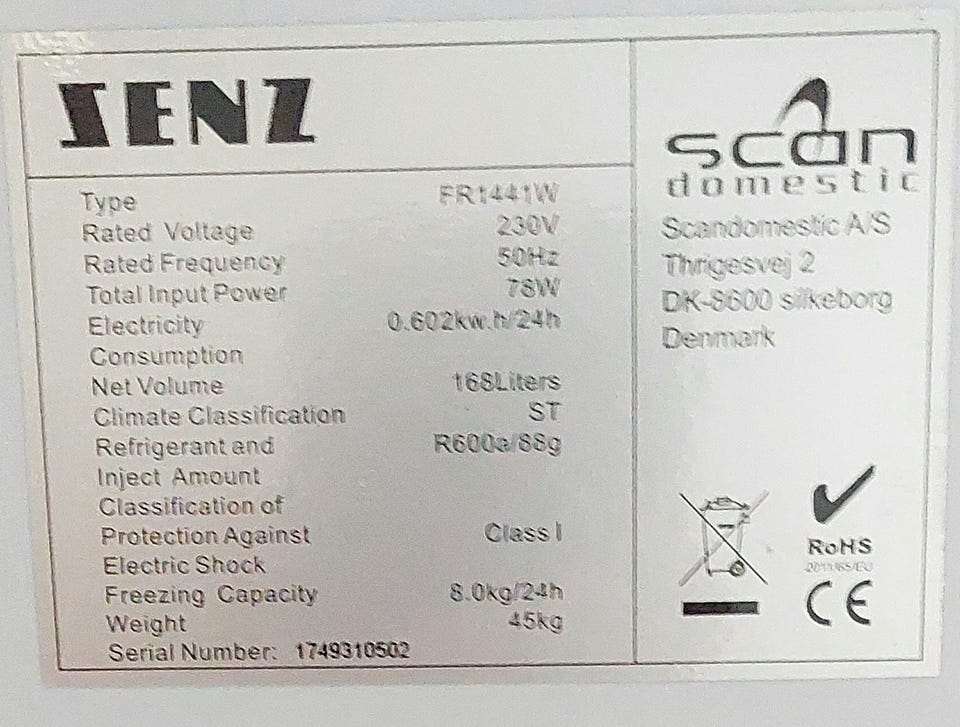 SENZ
Type FR1441W
Rated Voltage 230V
Rated Frequency 50Hz
Total Input Power 78W
Electricity 0.602kw.h/24h
Consumption
Net Volume 168Liters
Climate Classification ST
Refrigerant and R600a/88g
Inject Amount
Classification of
Protection Against Class I
Electric Shock
Freezing Capacity 8.0kg/24h
Weight 45kg
Serial Number: 1749310502
scan
domestic
Scandomestic A/S
Thrigesvej 2
DK-8600 silkeborg
Denmark
RoHS
2011/65/EU
CE